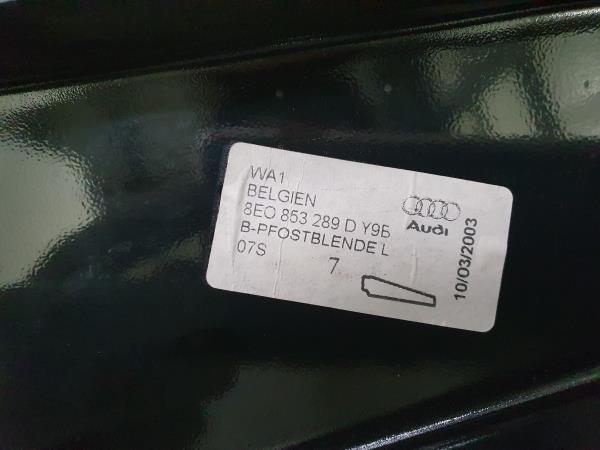 WA1
BELGIEN
8E0 853 289 D Y9B
B-PFOSTBLENDE L
07S
7
Audi
10/03/2003